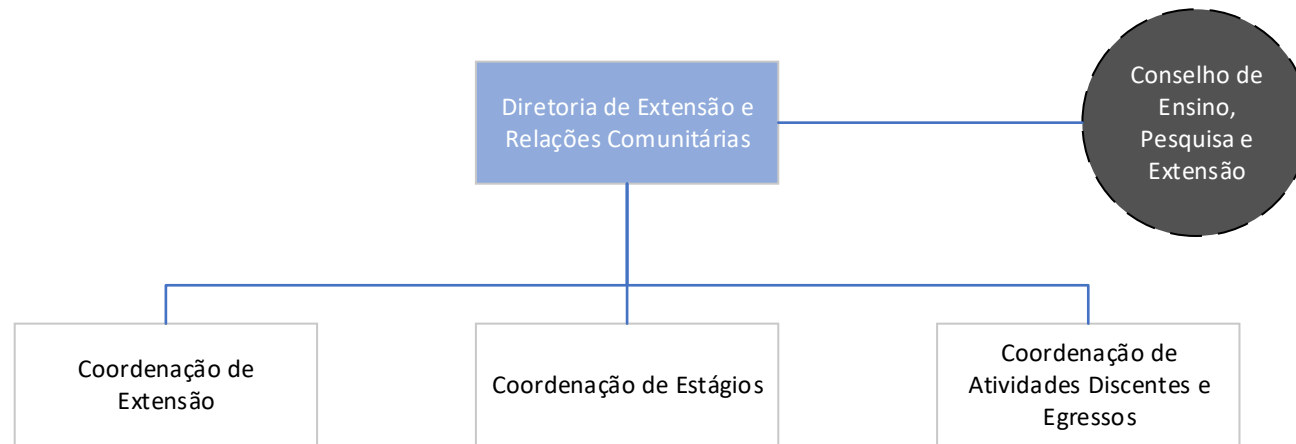 Diretoria de Extensão e
Relações Comunitárias
Conselho de
Ensino,
Pesquisa e
Extensão
Coordenação de
Extensão
Coordenação de Estágios
Coordenação de
Atividades Discentes e
Egressos